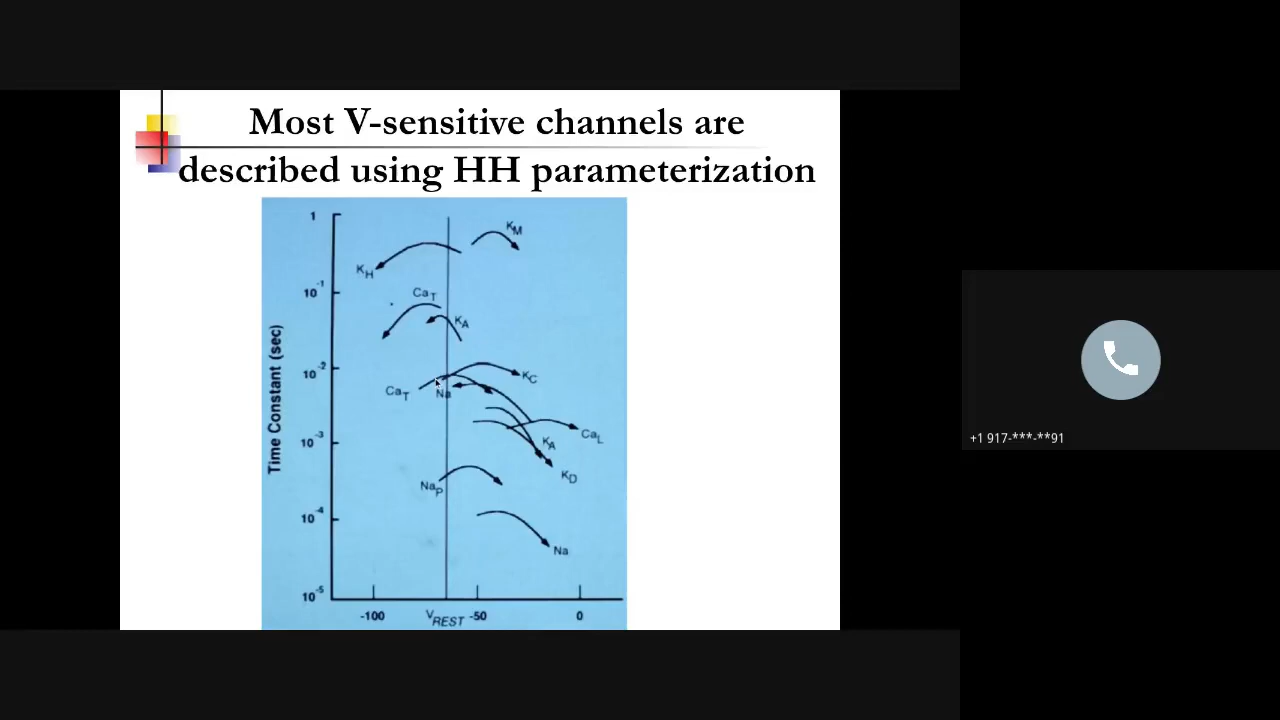 Most V-sensitive channels are
described using HH parameterization
1
K_M
K_H
10^-1
Ca_T
K_A
10^-2
K_C
Ca_T
Na
Time Constant (sec)
10^-3
Ca_L
K_A
K_D
Na_P
10^-4
Na
10^-5
-100 V_REST -50 0
+1 917-***-**91